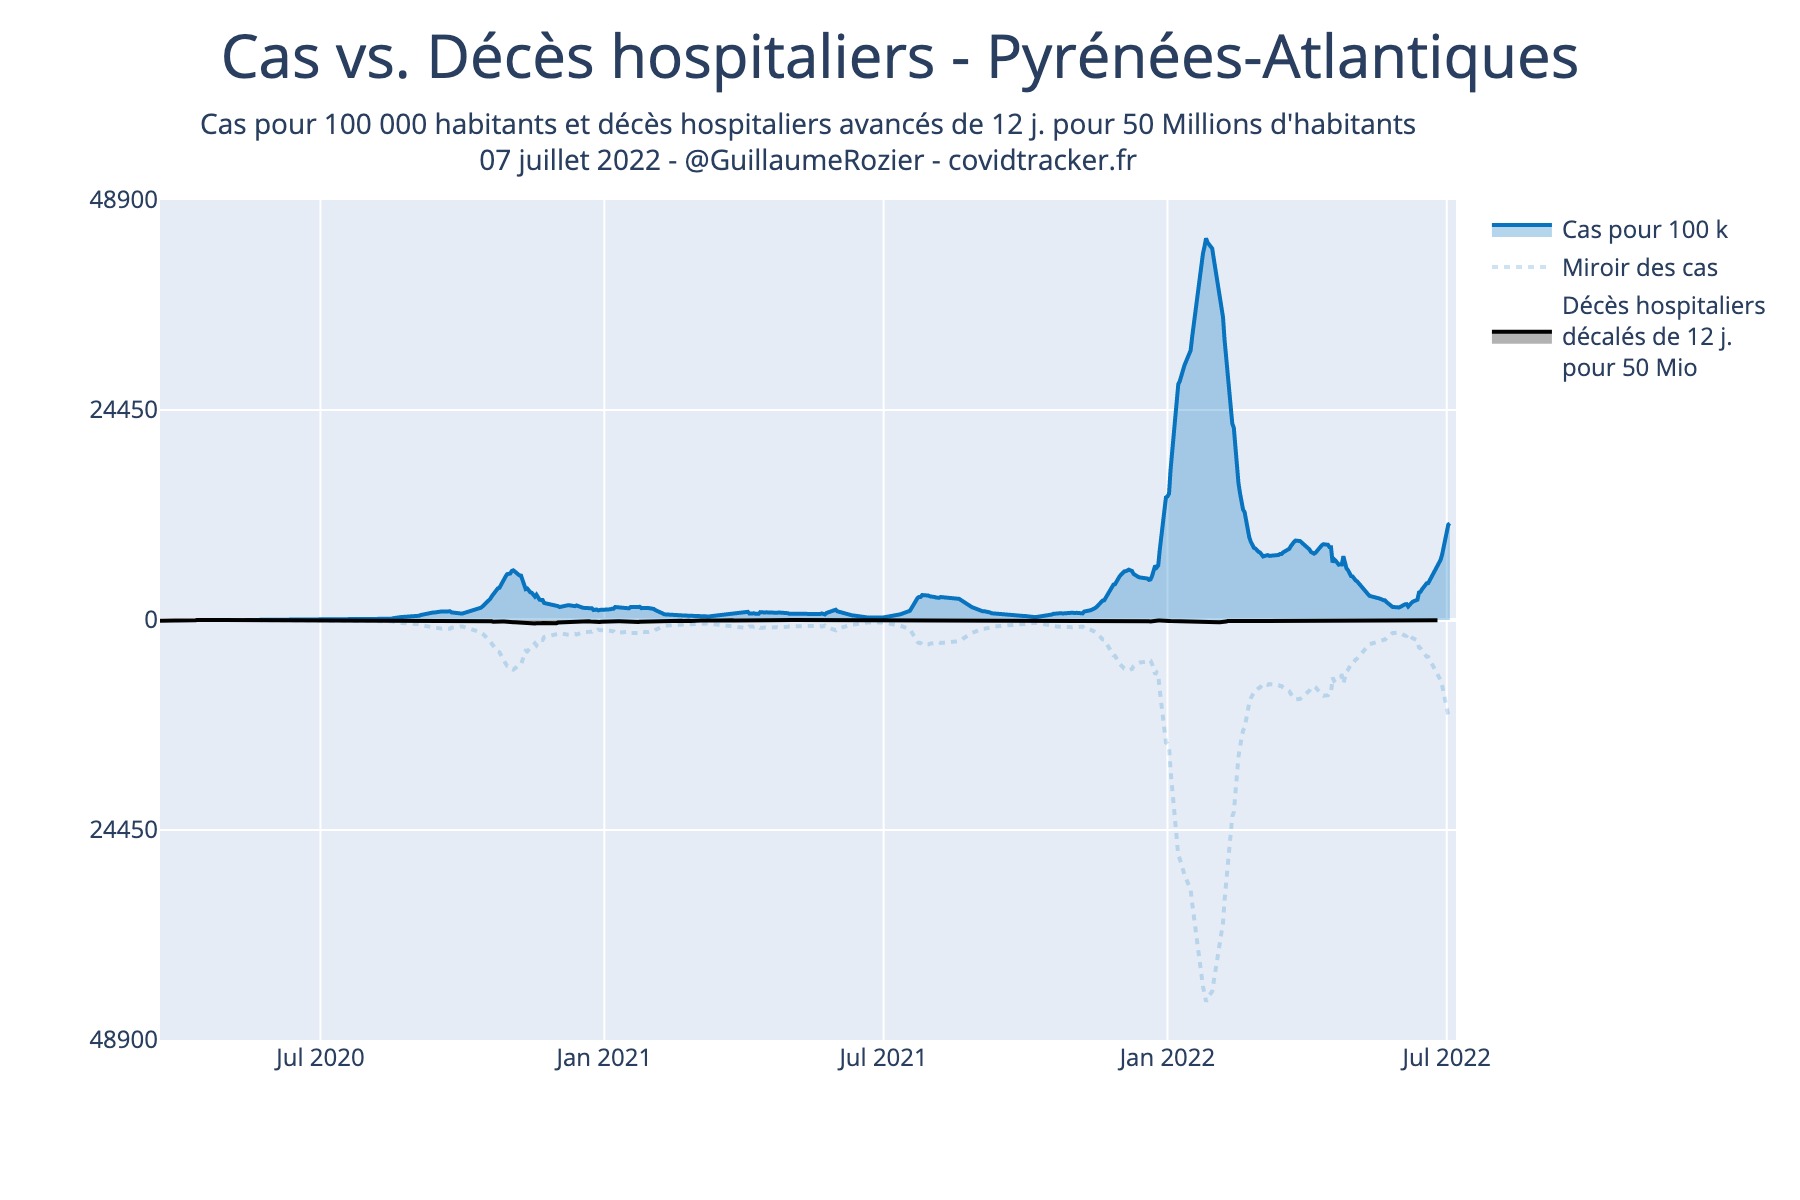 Cas vs. Décès hospitaliers - Pyrénées-Atlantiques
Cas pour 100 000 habitants et décès hospitaliers avancés de 12 j. pour 50 Millions d'habitants
07 juillet 2022 - @GuillaumeRozier - covidtracker.fr
48900
24450
0
24450
48900
Jul 2020
Jan 2021
Jul 2021
Jan 2022
Jul 2022
Cas pour 100 k
Miroir des cas
Décès hospitaliers
décalés de 12 j.
pour 50 Mio